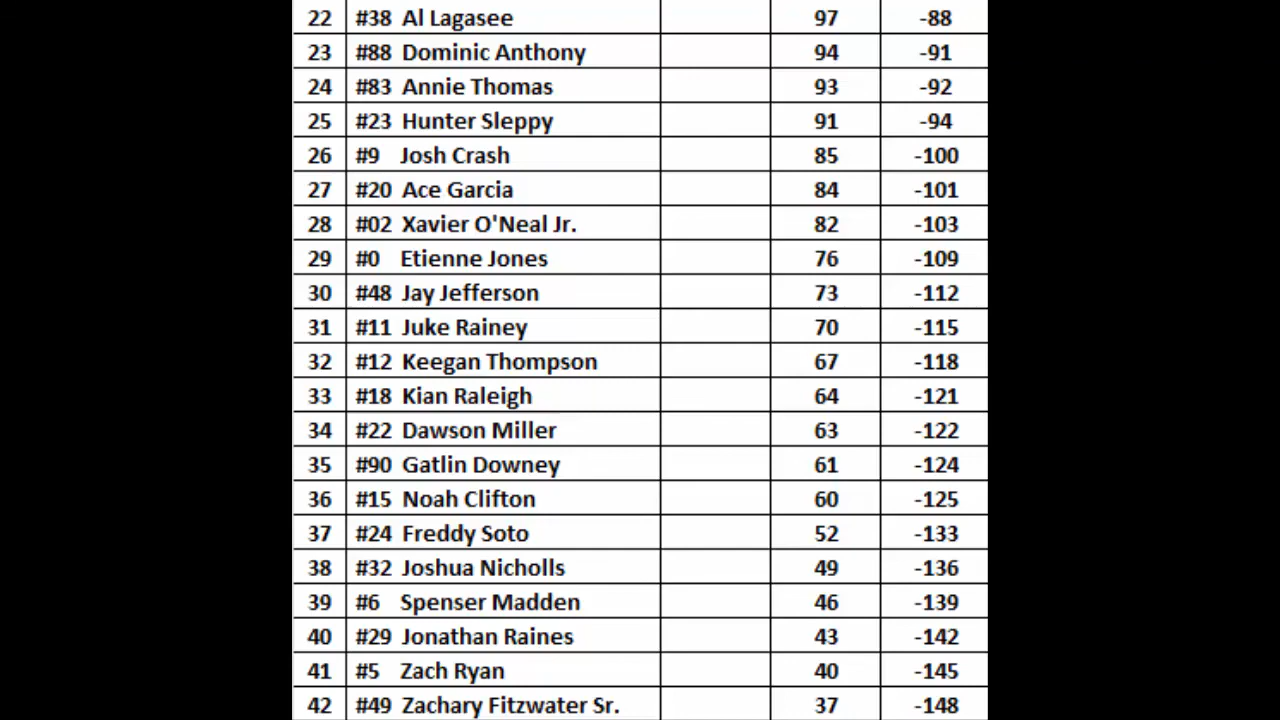 22 #38 Al Lagasee 97 -88
23 #88 Dominic Anthony 94 -91
24 #83 Annie Thomas 93 -92
25 #23 Hunter Sleppy 91 -94
26 #9 Josh Crash 85 -100
27 #20 Ace Garcia 84 -101
28 #02 Xavier O'Neal Jr. 82 -103
29 #0 Etienne Jones 76 -109
30 #48 Jay Jefferson 73 -112
31 #11 Juke Rainey 70 -115
32 #12 Keegan Thompson 67 -118
33 #18 Kian Raleigh 64 -121
34 #22 Dawson Miller 63 -122
35 #90 Gatlin Downey 61 -124
36 #15 Noah Clifton 60 -125
37 #24 Freddy Soto 52 -133
38 #32 Joshua Nicholls 49 -136
39 #6 Spenser Madden 46 -139
40 #29 Jonathan Raines 43 -142
41 #5 Zach Ryan 40 -145
42 #49 Zachary Fitzwater Sr. 37 -148